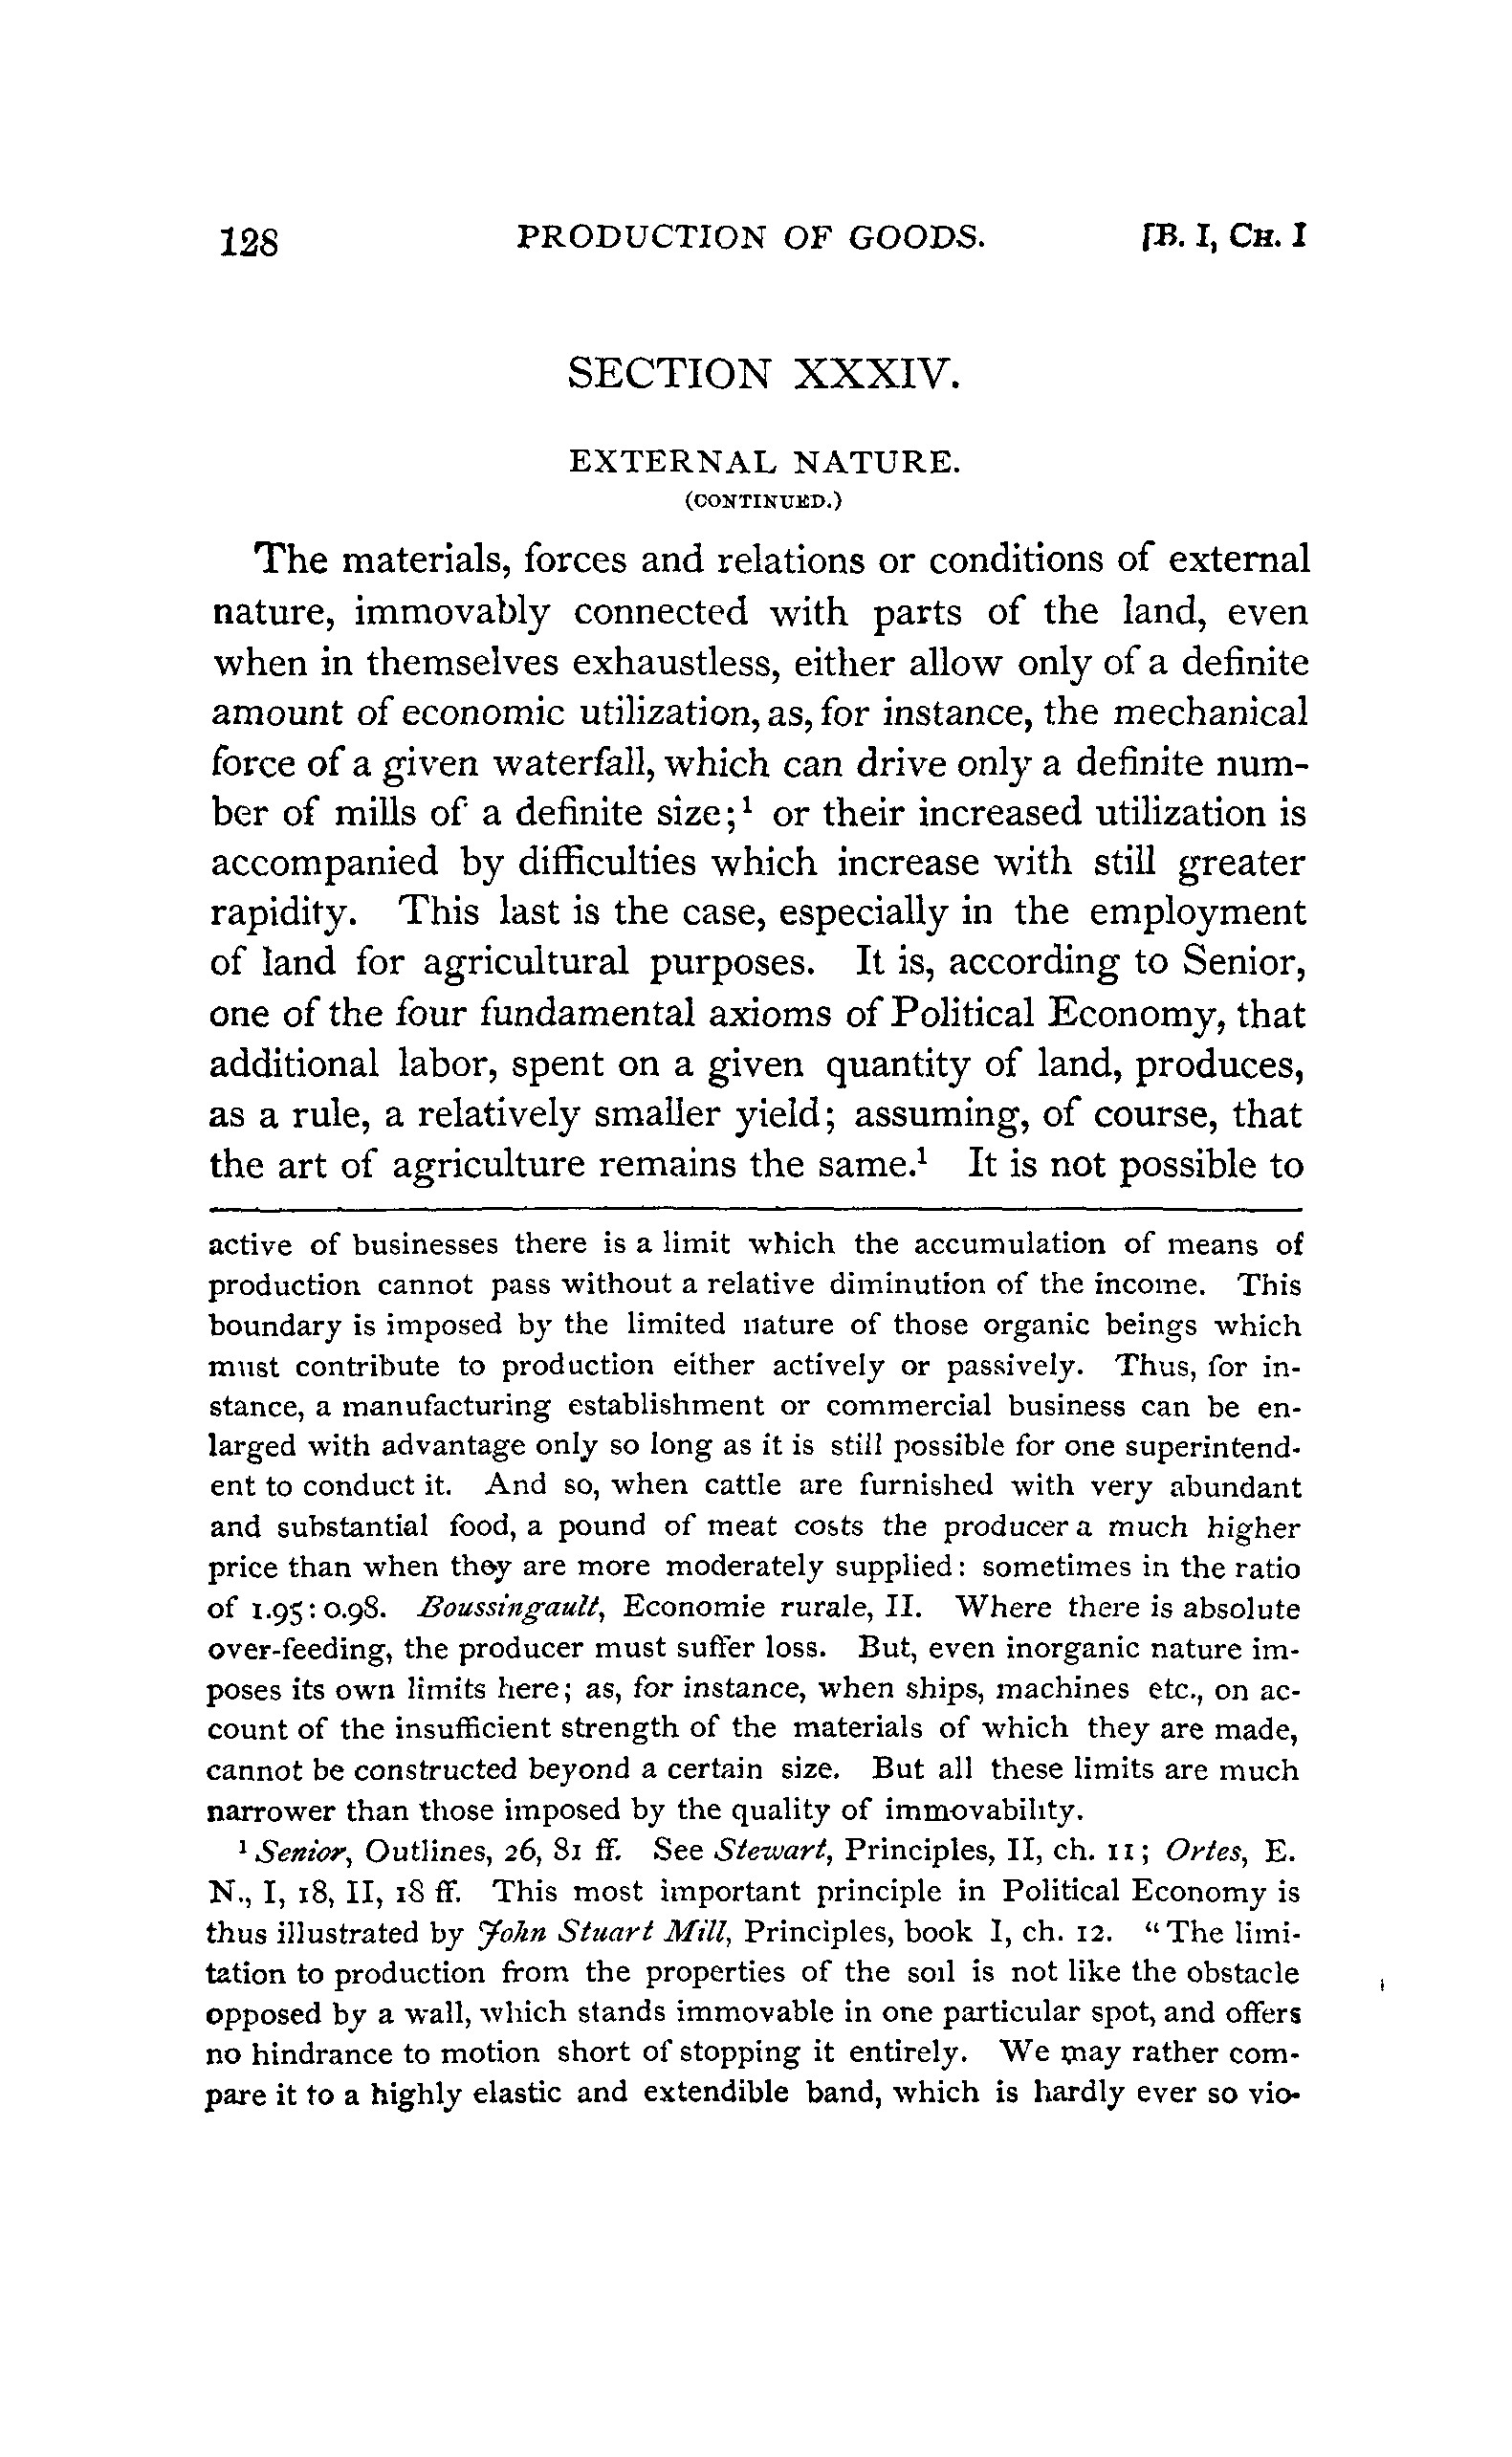 128 PRODUCTION OF GOODS. [B. I, CH. I
SECTION XXXIV.
EXTERNAL NATURE.
(CONTINUED.)
The materials, forces and relations or conditions of external
nature, immovably connected with parts of the land, even
when in themselves exhaustless, either allow only of a definite
amount of economic utilization, as, for instance, the mechanical
force of a given waterfall, which can drive only a definite num-
ber of mills of a definite size;¹ or their increased utilization is
accompanied by difficulties which increase with still greater
rapidity. This last is the case, especially in the employment
of land for agricultural purposes. It is, according to Senior,
one of the four fundamental axioms of Political Economy, that
additional labor, spent on a given quantity of land, produces,
as a rule, a relatively smaller yield; assuming, of course, that
the art of agriculture remains the same.¹ It is not possible to
active of businesses there is a limit which the accumulation of means of
production cannot pass without a relative diminution of the income. This
boundary is imposed by the limited nature of those organic beings which
must contribute to production either actively or passively. Thus, for in-
stance, a manufacturing establishment or commercial business can be en-
larged with advantage only so long as it is still possible for one superintend-
ent to conduct it. And so, when cattle are furnished with very abundant
and substantial food, a pound of meat costs the producer a much higher
price than when they are more moderately supplied: sometimes in the ratio
of 1.95: 0.98. Boussingault, Economie rurale, II. Where there is absolute
over-feeding, the producer must suffer loss. But, even inorganic nature im-
poses its own limits here; as, for instance, when ships, machines etc., on ac-
count of the insufficient strength of the materials of which they are made,
cannot be constructed beyond a certain size. But all these limits are much
narrower than those imposed by the quality of immovability.
¹ Senior, Outlines, 26, 81 ff. See Stewart, Principles, II, ch. 11; Ortes, E.
N., I, 18, II, 18 ff. This most important principle in Political Economy is
thus illustrated by John Stuart Mill, Principles, book I, ch. 12. "The limi-
tation to production from the properties of the soil is not like the obstacle
opposed by a wall, which stands immovable in one particular spot, and offers
no hindrance to motion short of stopping it entirely. We may rather com-
pare it to a highly elastic and extendible band, which is hardly ever so vio-